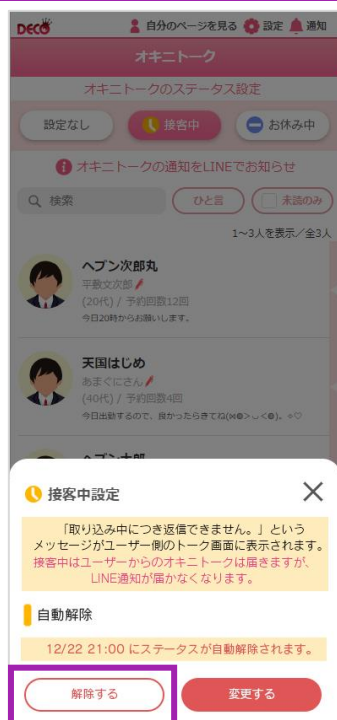 DECO 自分のページを見る 設定 通知
オキニトーク
オキニトークのステータス設定
設定なし 接客中 お休み中
オキニトークの通知をLINEでお知らせ
検索 ひと言 未読のみ
1〜3人を表示／全3人
ヘブン次郎丸
平敷文次郎
(20代) / 予約回数12回
今日20時からお願いします。
天国はじめ
あまぐにさん
(40代) / 予約回数4回
今日出勤するので、良かったらきてね
ヘブン太郎
接客中設定
「取り込み中につき返信できません。」という
メッセージがユーザー側のトーク画面に表示されます。
接客中はユーザーからのオキニトークは届きますが、
LINE通知が届かなくなります。
自動解除
12/22 21:00 にステータスが自動解除されます。
解除する 変更する